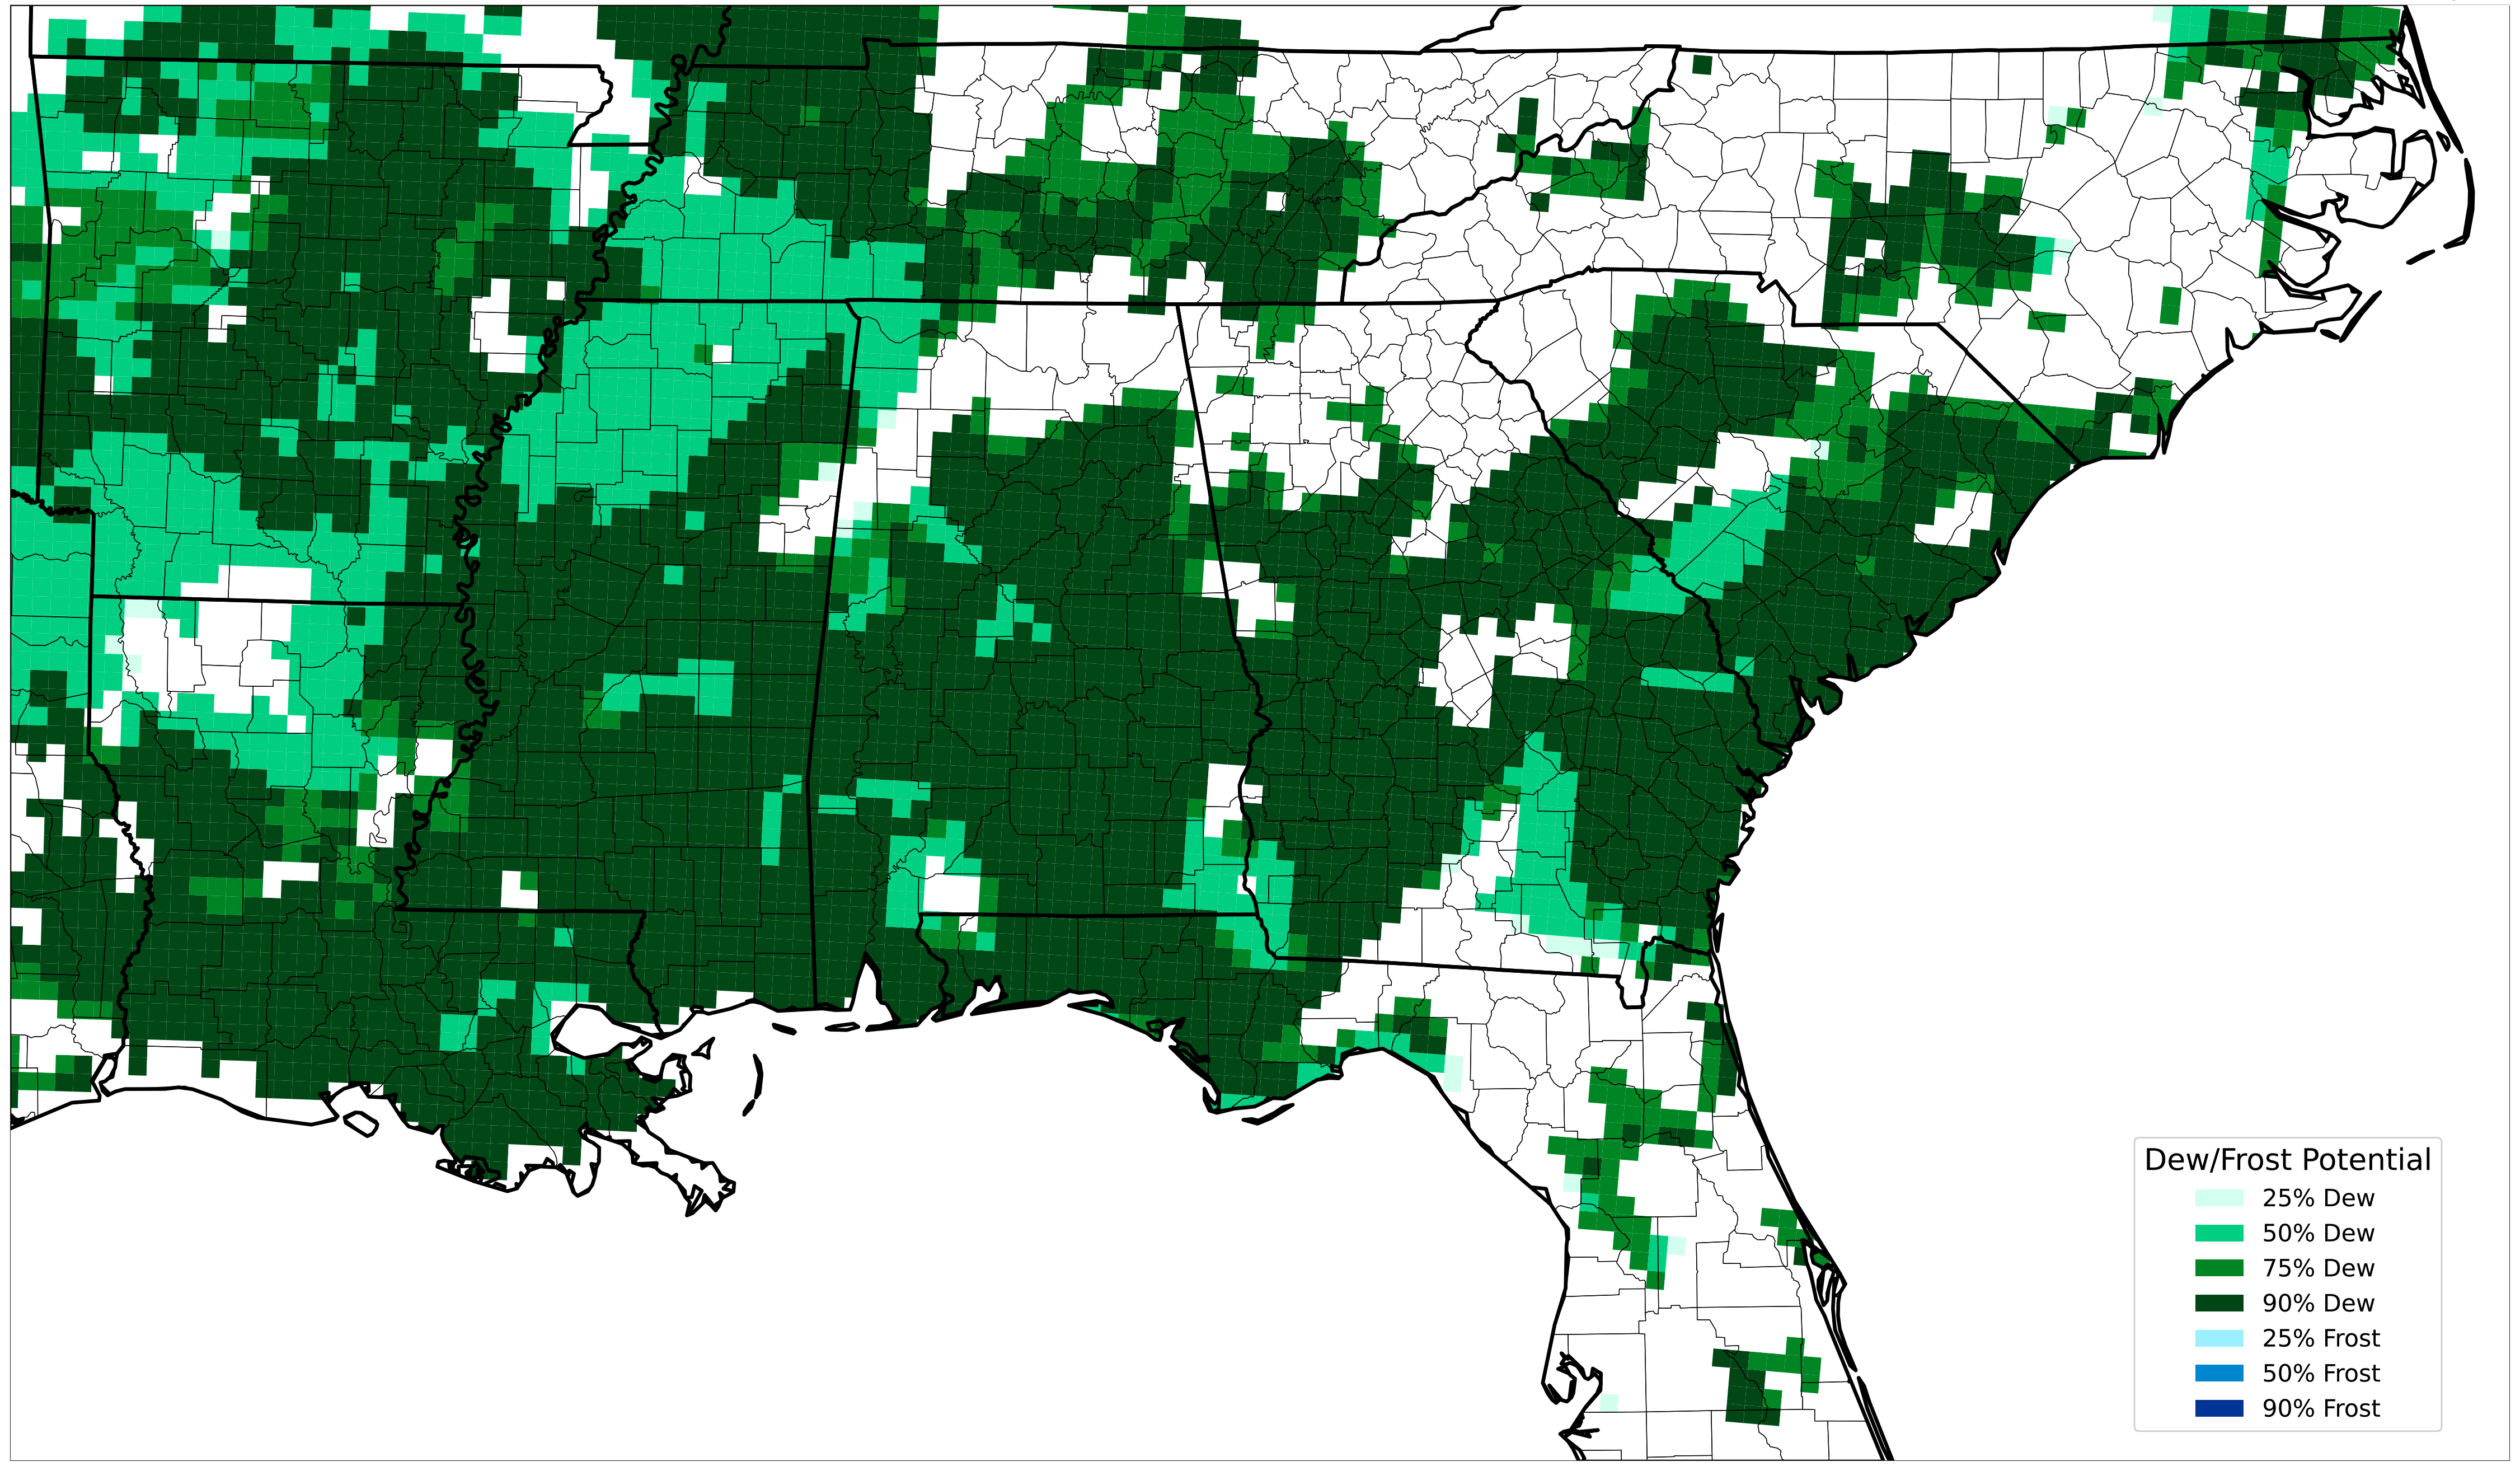 Dew/Frost Potential
25% Dew
50% Dew
75% Dew
90% Dew
25% Frost
50% Frost
90% Frost